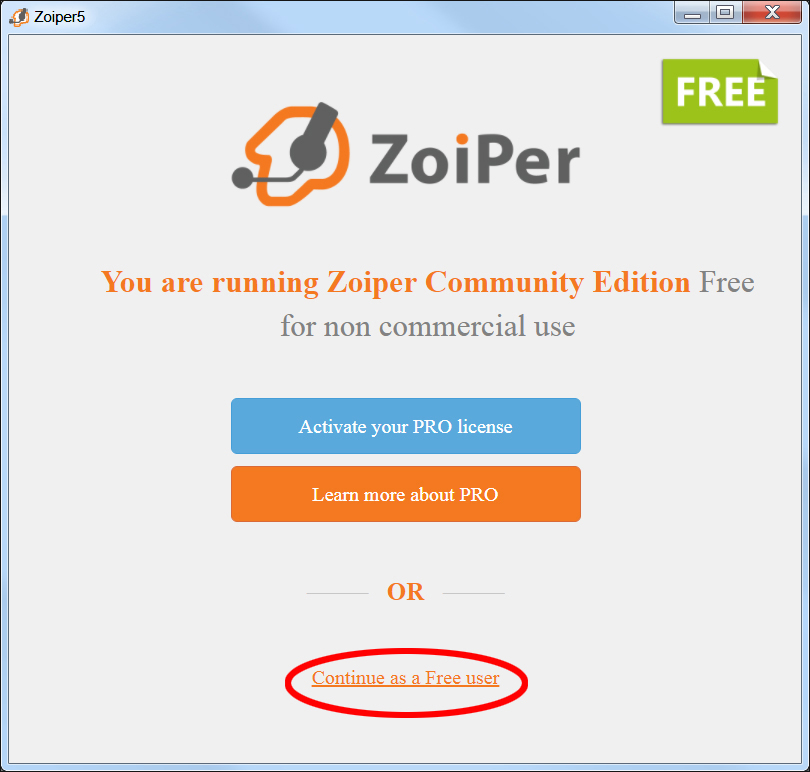 Zoiper5
FREE
ZoiPer
You are running Zoiper Community Edition Free
for non commercial use
Activate your PRO license
Learn more about PRO
OR
Continue as a Free user